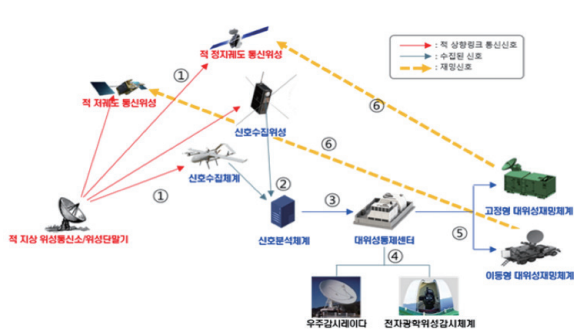 적 정지궤도 통신위성
: 적 상향링크 통신신호
: 수집된 신호
: 재밍신호
①
적 저궤도 통신위성
⑥
신호수집위성
⑥
신호수집체계
①
②
③
고정형 대위성재밍체계
적 지상 위성통신소/위성단말기
신호분석체계
대위성통제센터
⑤
④
이동형 대위성재밍체계
우주감시레이다
전자광학위성감시체계